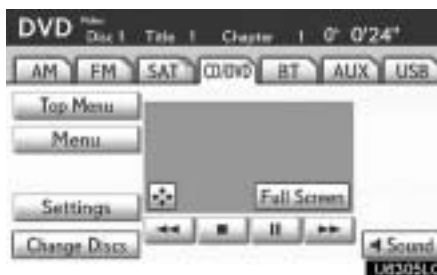 DVD Video Disc 1 Title 1 Chapter 1 0° 0'24"
AM FM SAT CD/DVD BT AUX USB
Top Menu
Menu
Full Screen
Settings
Change Discs
Sound